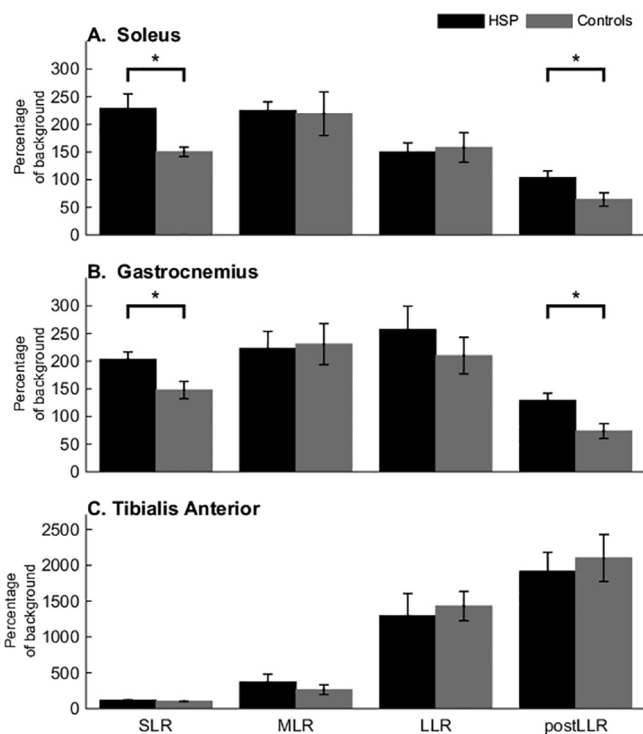 HSP Controls
A. Soleus
Percentage
of background
300
250
200
150
100
50
0
*
*
B. Gastrocnemius
Percentage
of background
300
250
200
150
100
50
0
*
*
C. Tibialis Anterior
Percentage
of background
2500
2000
1500
1000
500
0
SLR MLR LLR postLLR